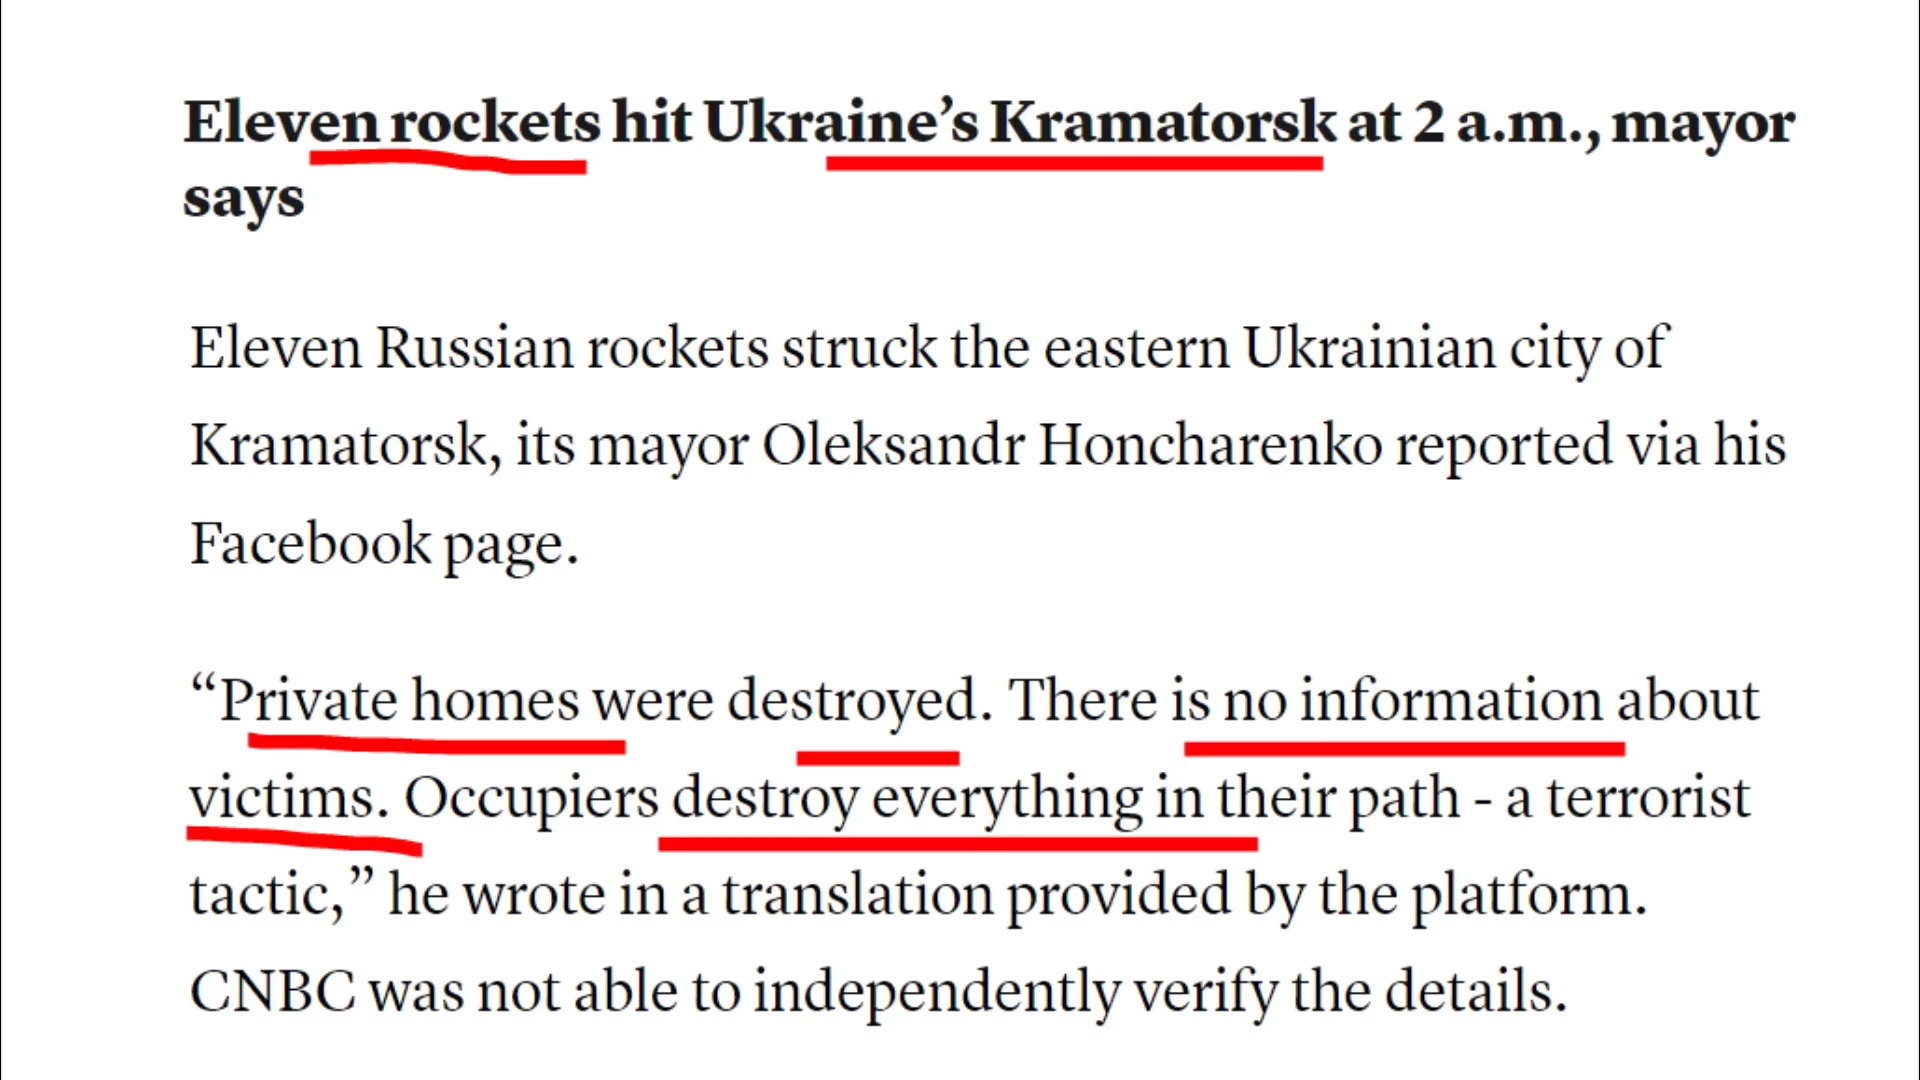 Eleven rockets hit Ukraine’s Kramatorsk at 2 a.m., mayor
says
Eleven Russian rockets struck the eastern Ukrainian city of
Kramatorsk, its mayor Oleksandr Honcharenko reported via his
Facebook page.
“Private homes were destroyed. There is no information about
victims. Occupiers destroy everything in their path - a terrorist
tactic,” he wrote in a translation provided by the platform.
CNBC was not able to independently verify the details.